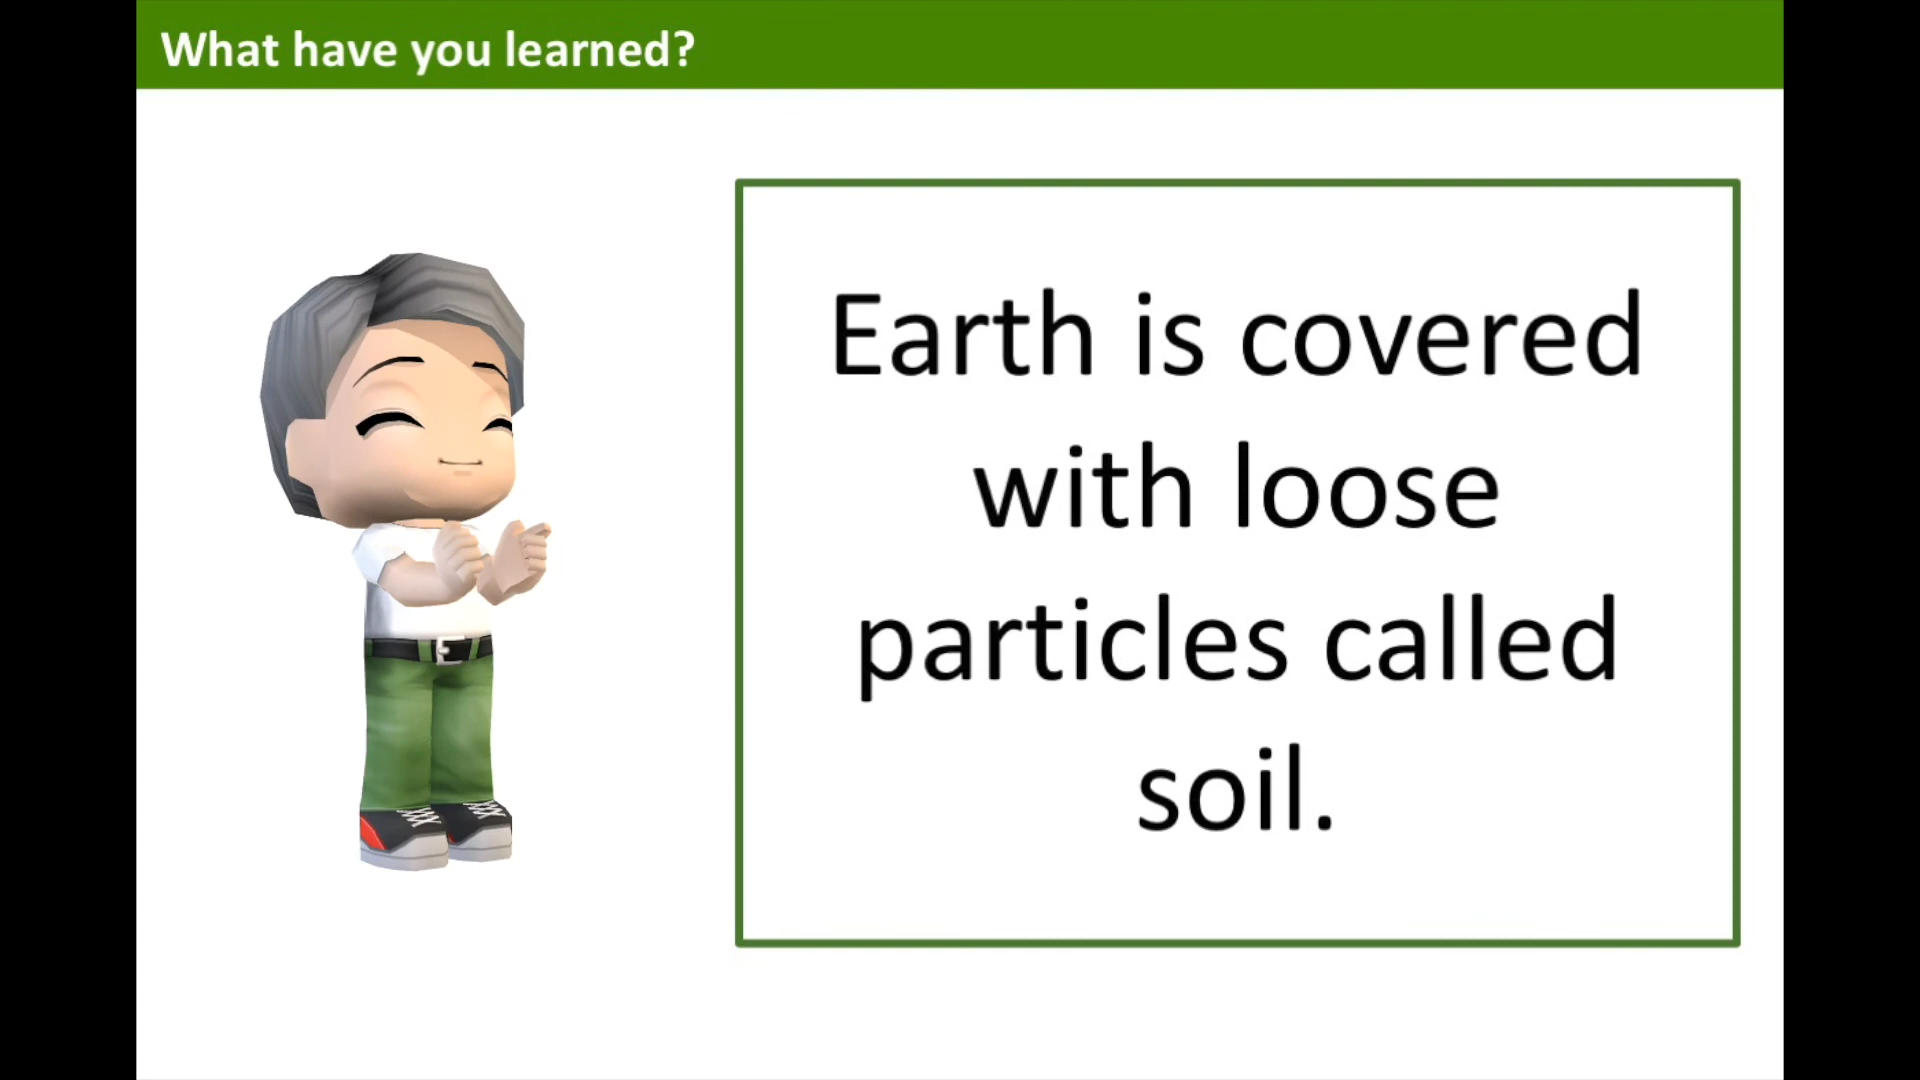 What have you learned?
Earth is covered
with loose
particles called
soil.